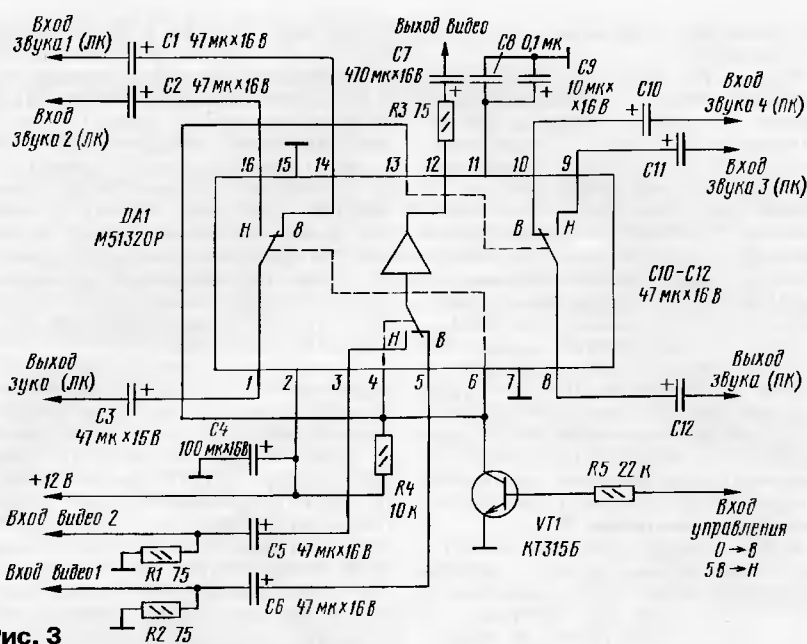 Вход
звука 1 (ЛК)
C1 47 мк×16 В
C2 47 мк×16 В
Вход
звука 2 (ЛК)
Выход видео
C7
470 мк×16 В
C8 0,1 мк
C9
10 мк×
×16 В
R3 75
C10
Вход
звука 4 (ПК)
C11
Вход
звука 3 (ПК)
16 15 14 13 12 11 10 9
DA1
M51320P
Н В
В Н
Н В
C10–C12
47 мк×16 В
1 2 3 4 5 6 7 8
Выход
зука (ЛК)
C3
47 мк×16 В
C4
100 мк×16В
+12 В
R4
10 к
Выход
звука (ПК)
C12
R5 22 к
VT1
КТ315Б
Вход
управления
0→В
5В→Н
Вход видео 2
R1 75
C5 47 мк×16 В
Вход видео1
R2 75
C6 47 мк×16 В
Рис. 3